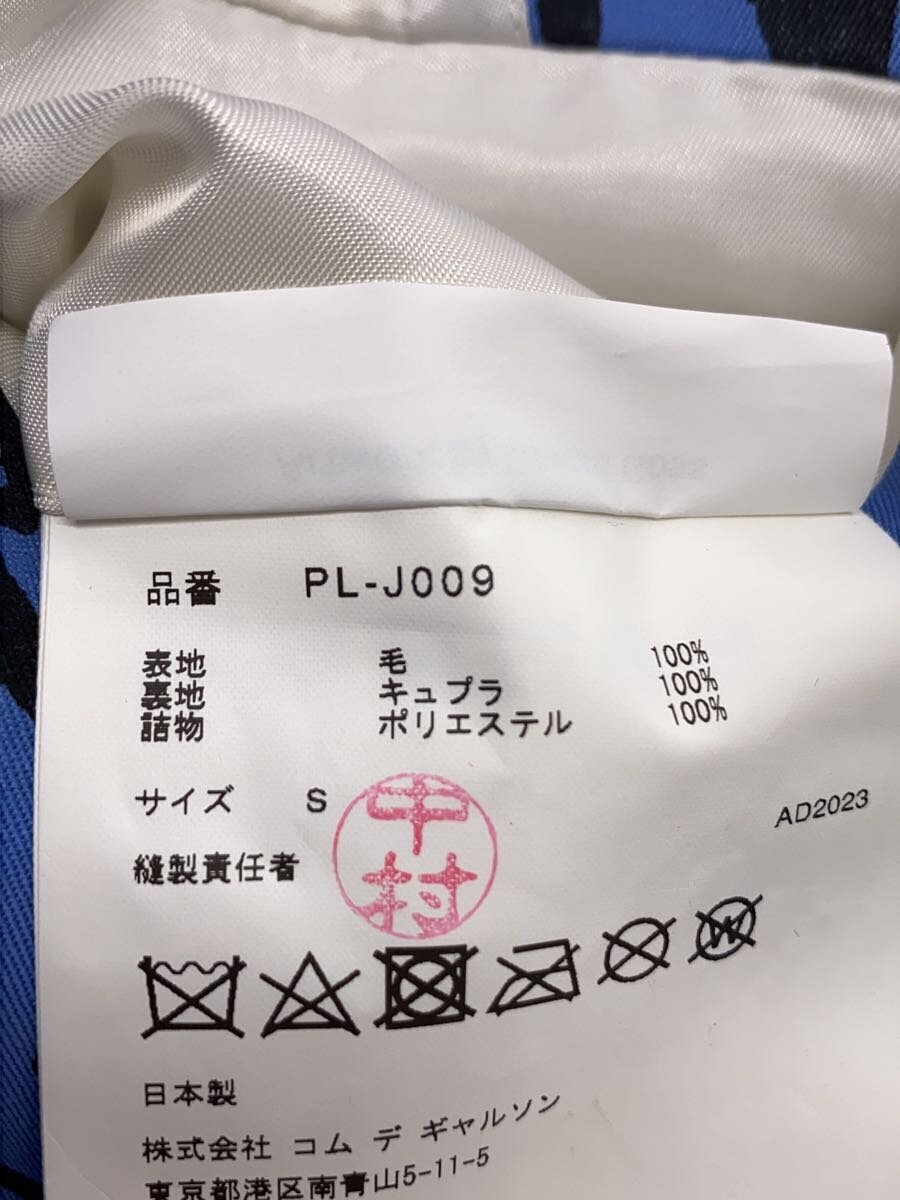 品番 PL-J009
表地 毛 100%
裏地 キュプラ 100%
詰物 ポリエステル 100%
サイズ S
AD2023
縫製責任者
中村
W
日本製
株式会社 コム デ ギャルソン
東京都港区南青山5-11-5